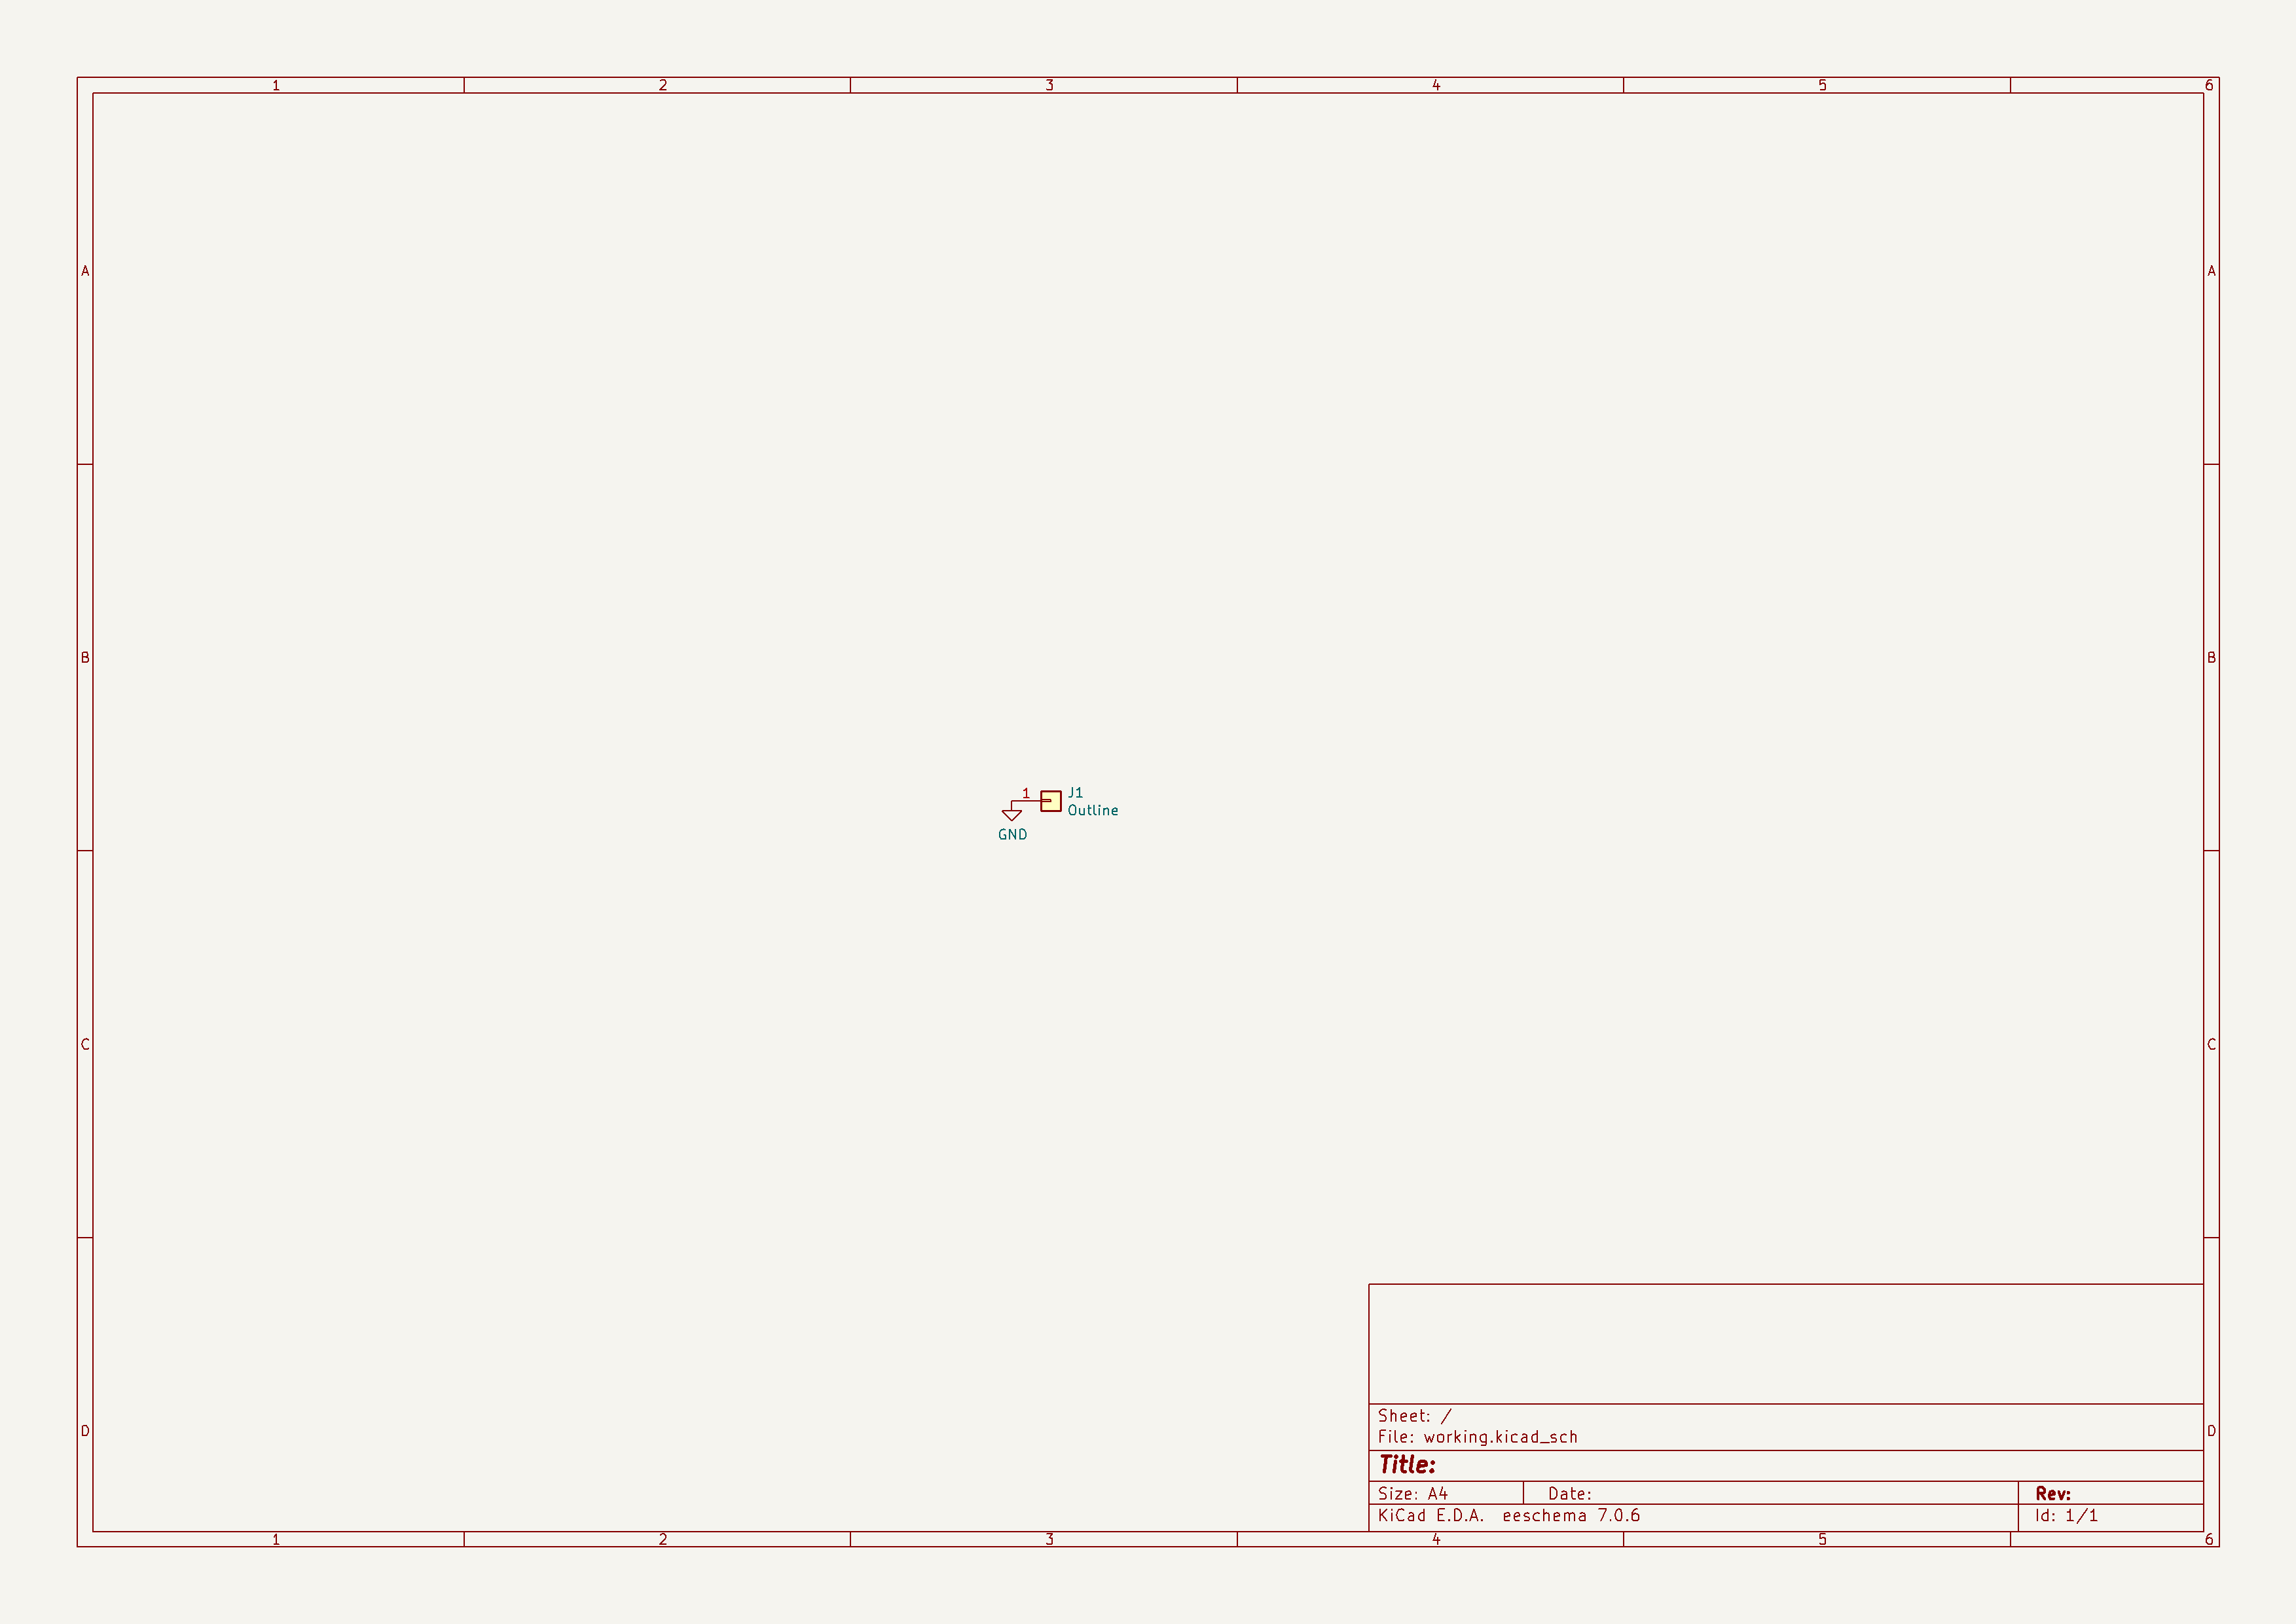 1 2 3 4 5 6
A A
B B
1 J1
Outline
GND
C C
Sheet: /
File: working.kicad_sch
D D
Title:
Size: A4 Date: Rev:
KiCad E.D.A. eeschema 7.0.6 Id: 1/1
1 2 3 4 5 6